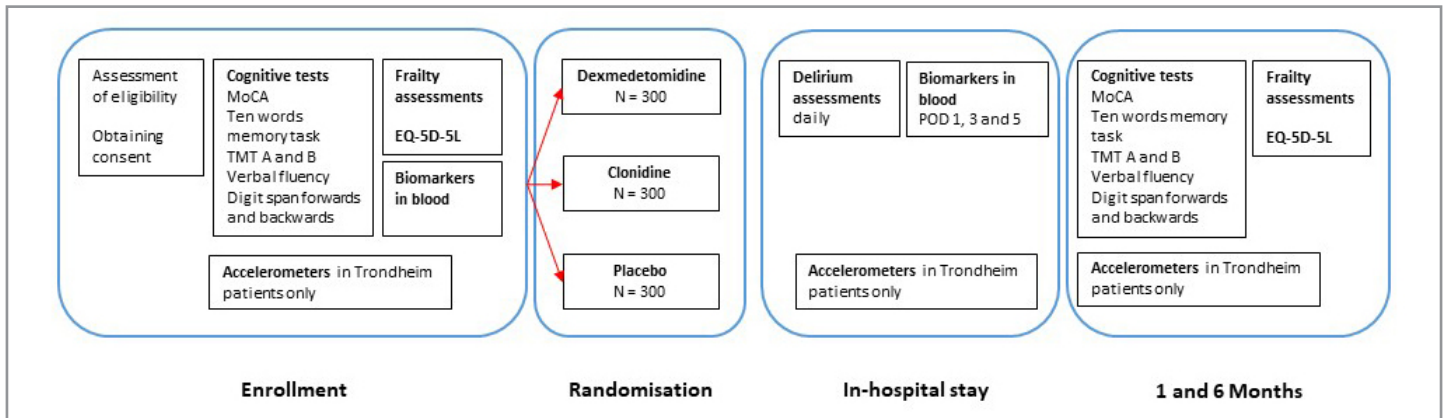 Assessment
of eligibility
Obtaining
consent
Cognitive tests
MoCA
Ten words
memory task
TMT A and B
Verbal fluency
Digit span forwards
and backwards
Frailty
assessments
EQ-5D-5L
Biomarkers
in blood
Accelerometers in Trondheim
patients only
Dexmedetomidine
N = 300
Clonidine
N = 300
Placebo
N = 300
Delirium
assessments
daily
Biomarkers in
blood
POD 1, 3 and 5
Accelerometers in Trondheim
patients only
Cognitive tests
MoCA
Ten words memory
task
TMT A and B
Verbal fluency
Digit span forwards
and backwards
Frailty
assessments
EQ-5D-5L
Accelerometers in Trondheim
patients only
Enrollment
Randomisation
In-hospital stay
1 and 6 Months